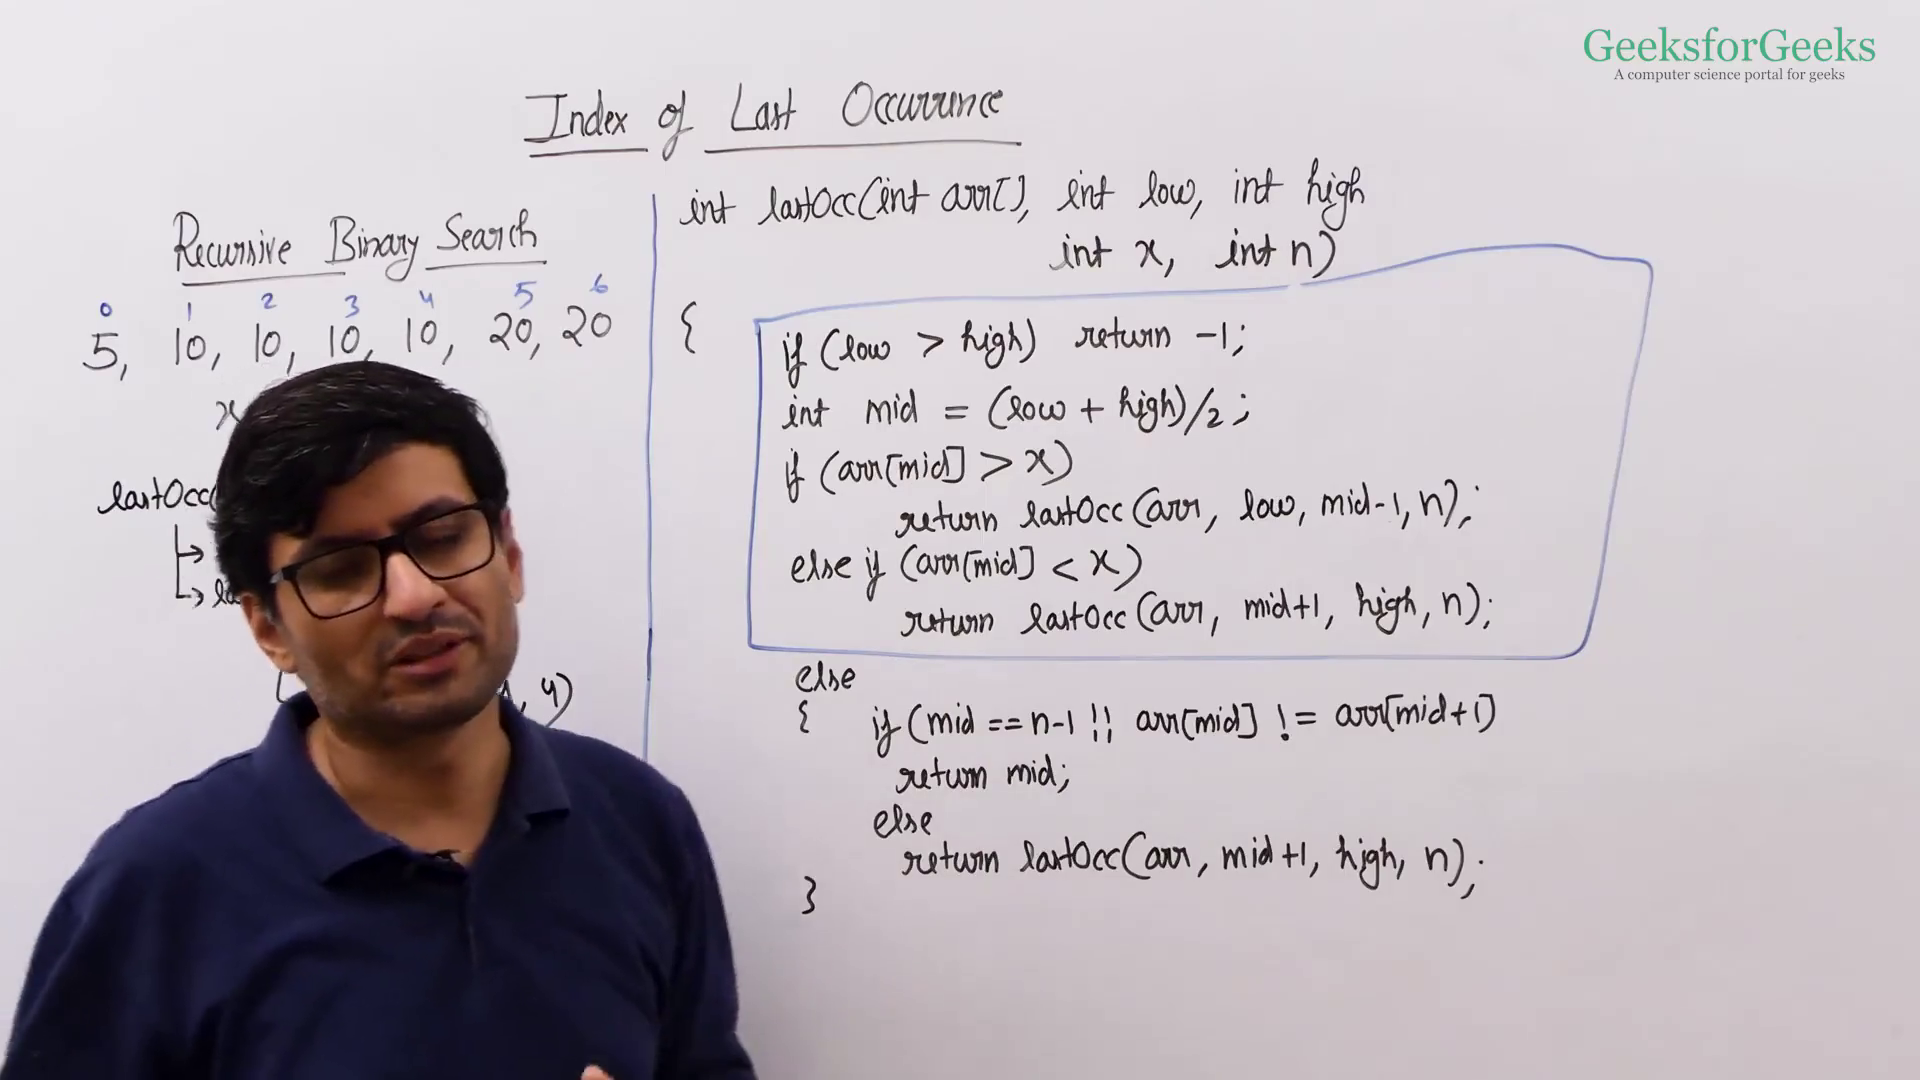 GeeksforGeeks
A computer science portal for geeks
Index of Last Occurrence
Recursive Binary Search
0 1 2 3 4 5 6
5, 10, 10, 10, 10, 20, 20
x
lastOcc(
, 4)
int lastOcc(int arr[], int low, int high
int x, int n)
{
if (low > high) return -1;
int mid = (low + high)/2;
if (arr[mid] > x)
return lastOcc(arr, low, mid-1, n);
else if (arr[mid] < x)
return lastOcc(arr, mid+1, high, n);
else
{ if (mid == n-1 || arr[mid] != arr[mid+1]
return mid;
else
return lastOcc(arr, mid+1, high, n);
}